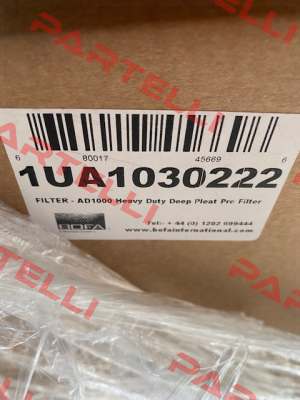 PARTELLI
6 80017 45669 6
1UA1030222
FILTER - AD1000 Heavy Duty Deep Pleat Pre Filter
BOFA
Tel:- + 44 (0) 1202 699444
www.bofainternational.com
PARTELLI
PARTELLI